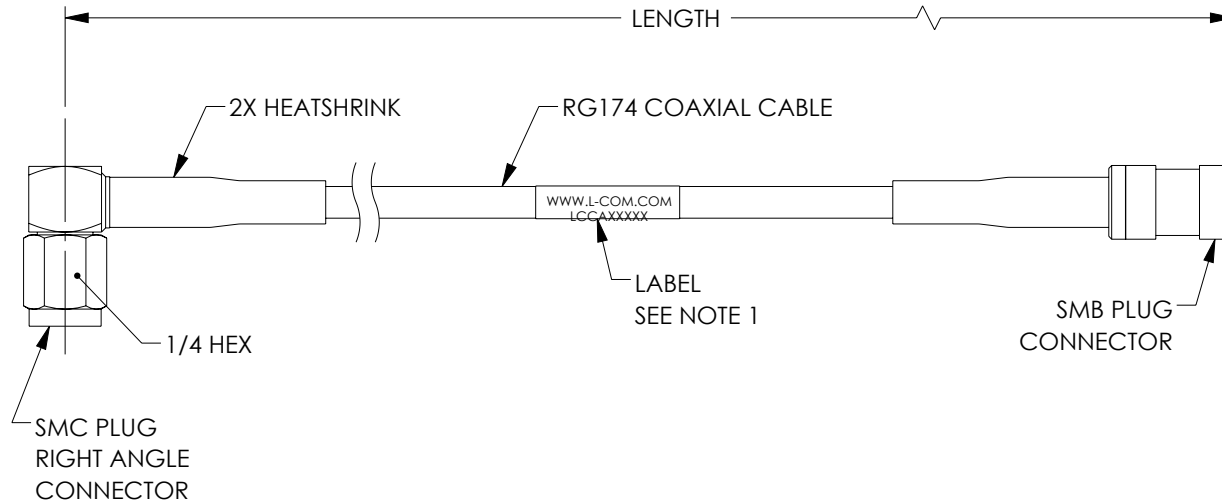 LENGTH
2X HEATSHRINK
RG174 COAXIAL CABLE
WWW.L-COM.COM
LCCAXXXXX
LABEL
SEE NOTE 1
SMB PLUG
CONNECTOR
1/4 HEX
SMC PLUG
RIGHT ANGLE
CONNECTOR